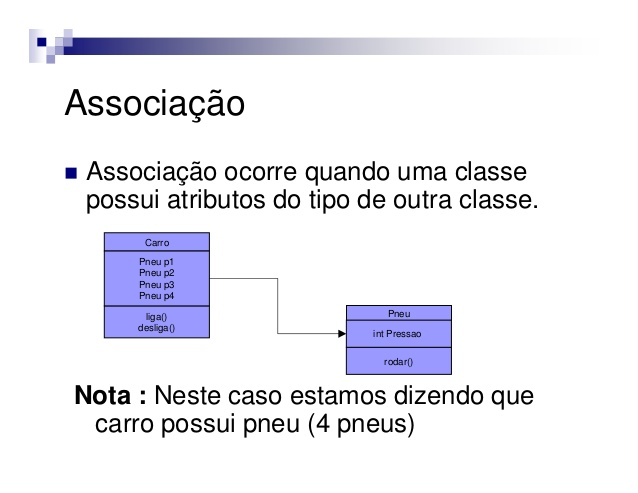 Associação
Associação ocorre quando uma classe
possui atributos do tipo de outra classe.
Carro
Pneu p1
Pneu p2
Pneu p3
Pneu p4
liga()
desliga()
Pneu
int Pressao
rodar()
Nota : Neste caso estamos dizendo que
carro possui pneu (4 pneus)